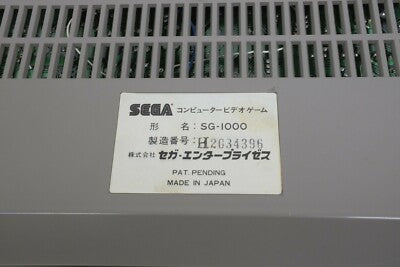 SEGA コンピュータービデオゲーム
形 名:SG-1000
製造番号:H2G34396
株式会社 セガ・エンタープライゼス
PAT. PENDING
MADE IN JAPAN